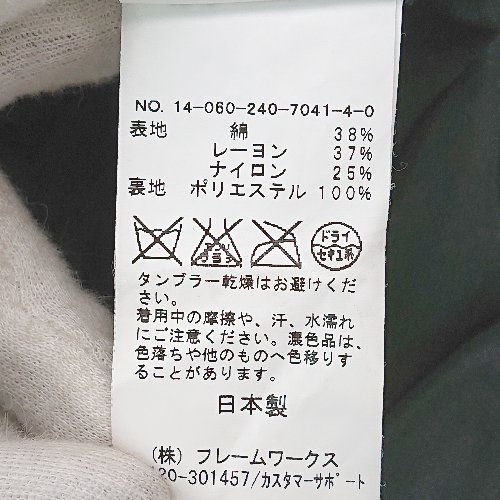 NO. 14-060-240-7041-4-0
表地 綿 38%
レーヨン 37%
ナイロン 25%
裏地 ポリエステル 100%
ドライ
セキユ系
タンブラー乾燥はお避けくだ
さい。
着用中の摩擦や、汗、水濡れ
にご注意ください。濃色品は、
色落ちや他のものへ色移りす
ることがあります。
日本製
(株) フレームワークス
20-301457/カスタマーサポート